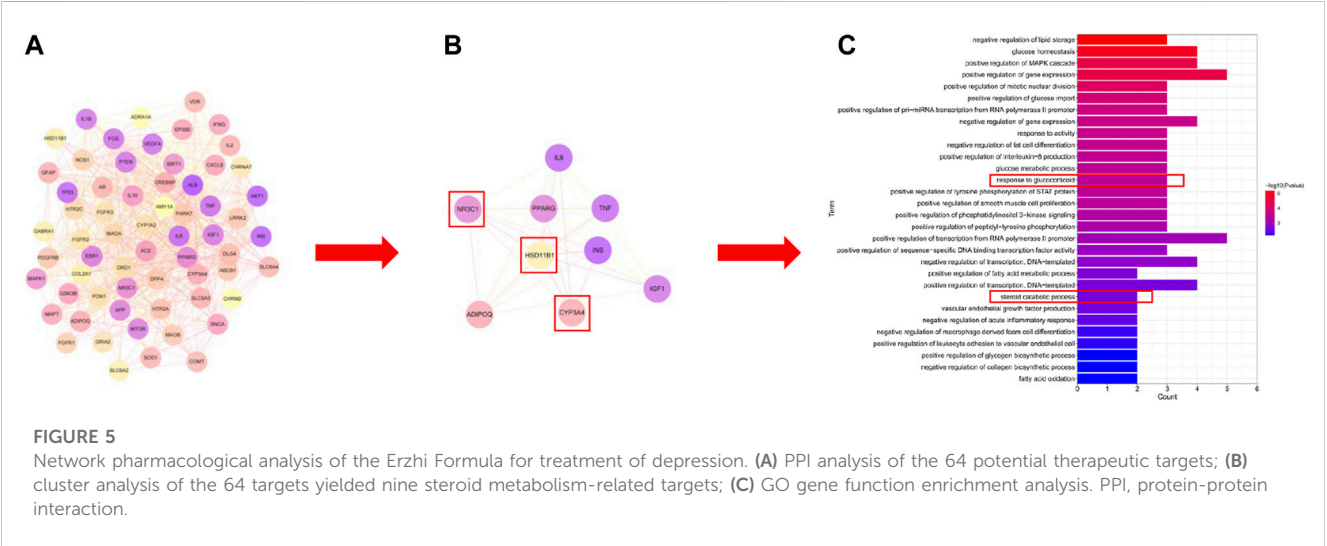 A
B
C
VDR
IL1B
ADRA1A
IFNG
EP300
FOS
VEGFA
HSD11B1
IL2
NOS1
PTEN
SIRT1
CXCL8
CHRNA7
GFAP
CREBBP
ALB
TP53
AR
IL10
AKT1
HTR2C
AMY1A
TNF
FGFR3
PARK7
LRRK2
GABRA1
CYP1A2
FGFR2
MAOA
IL6
IGF1
INS
ESR1
ACE
PDGFRB
PPARG
DLG4
COL2A1
DRD1
SLC6A4
MAPK1
DPP4
CYP3A4
ABCB1
NR3C1
GSK3B
PON1
SLC6A3
CHRM2
APP
HTR2A
MAPT
ADIPOQ
SNCA
MTOR
MAOB
FGFR1
GRIA2
SOD1
COMT
SLC6A2
IL6
NR3C1
PPARG
TNF
HSD11B1
INS
IGF1
ADIPOQ
CYP3A4
negative regulation of lipid storage
glucose homeostasis
positive regulation of MAPK cascade
positive regulation of gene expression
positive regulation of mitotic nuclear division
positive regulation of glucose import
positive regulation of pri-miRNA transcription from RNA polymerase II promoter
negative regulation of gene expression
response to activity
negative regulation of fat cell differentiation
positive regulation of interleukin-8 production
glucose metabolic process
response to glucocorticoid
positive regulation of tyrosine phosphorylation of STAT protein
positive regulation of smooth muscle cell proliferation
positive regulation of phosphatidylinositol 3-kinase signaling
positive regulation of peptidyl-tyrosine phosphorylation
positive regulation of transcription from RNA polymerase II promoter
positive regulation of sequence-specific DNA binding transcription factor activity
negative regulation of transcription, DNA-templated
positive regulation of fatty acid metabolic process
positive regulation of transcription, DNA-templated
steroid catabolic process
vascular endothelial growth factor production
negative regulation of acute inflammatory response
negative regulation of macrophage derived foam cell differentiation
positive regulation of leukocyte adhesion to vascular endothelial cell
positive regulation of glycogen biosynthetic process
negative regulation of collagen biosynthetic process
fatty acid oxidation
Term
0 1 2 3 4 5 6
Count
-log10(Pvalue)
FIGURE 5
Network pharmacological analysis of the Erzhi Formula for treatment of depression. (A) PPI analysis of the 64 potential therapeutic targets; (B)
cluster analysis of the 64 targets yielded nine steroid metabolism-related targets; (C) GO gene function enrichment analysis. PPI, protein-protein
interaction.